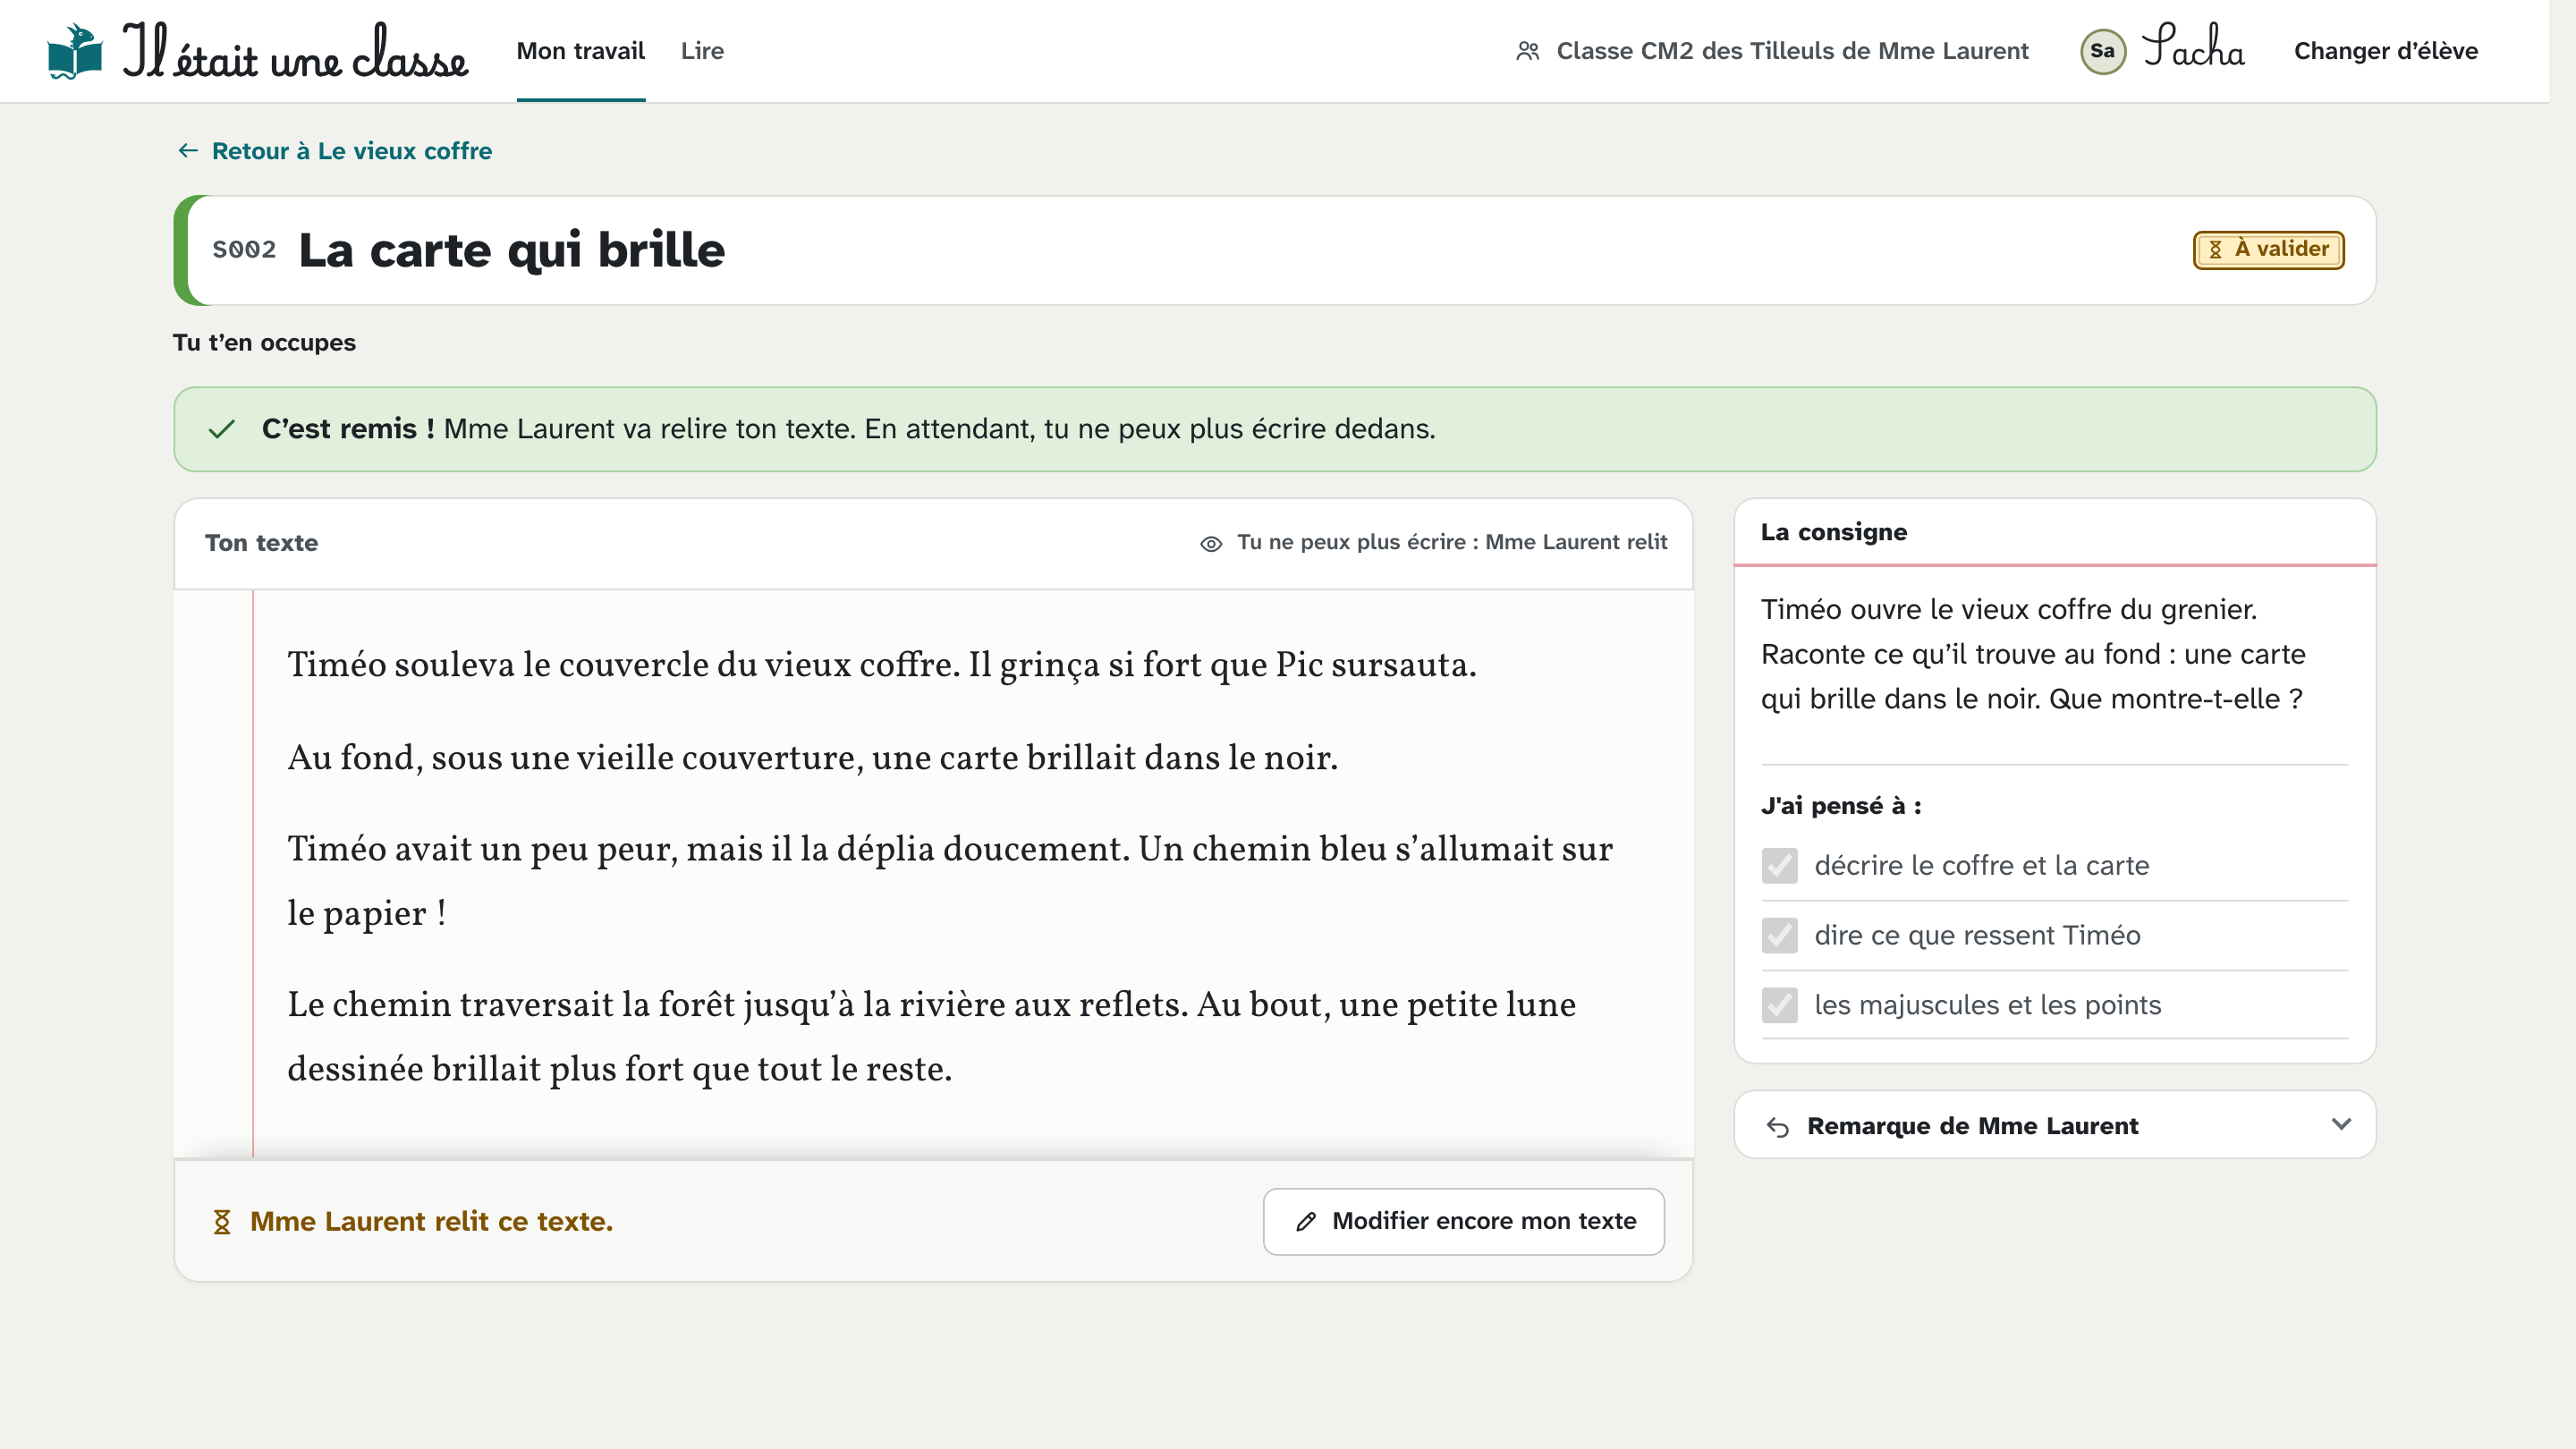 Il était une classe
Mon travail
Lire
Classe CM2 des Tilleuls de Mme Laurent
Sa
Sacha
Changer d’élève
Retour à Le vieux coffre
S002
La carte qui brille
À valider
Tu t’en occupes
C’est remis ! Mme Laurent va relire ton texte. En attendant, tu ne peux plus écrire dedans.
Ton texte
Tu ne peux plus écrire : Mme Laurent relit
Timéo souleva le couvercle du vieux coffre. Il grinça si fort que Pic sursauta.
Au fond, sous une vieille couverture, une carte brillait dans le noir.
Timéo avait un peu peur, mais il la déplia doucement. Un chemin bleu s’allumait sur
le papier !
Le chemin traversait la forêt jusqu’à la rivière aux reflets. Au bout, une petite lune
dessinée brillait plus fort que tout le reste.
Mme Laurent relit ce texte.
Modifier encore mon texte
La consigne
Timéo ouvre le vieux coffre du grenier.
Raconte ce qu’il trouve au fond : une carte
qui brille dans le noir. Que montre-t-elle ?
J'ai pensé à :
décrire le coffre et la carte
dire ce que ressent Timéo
les majuscules et les points
Remarque de Mme Laurent